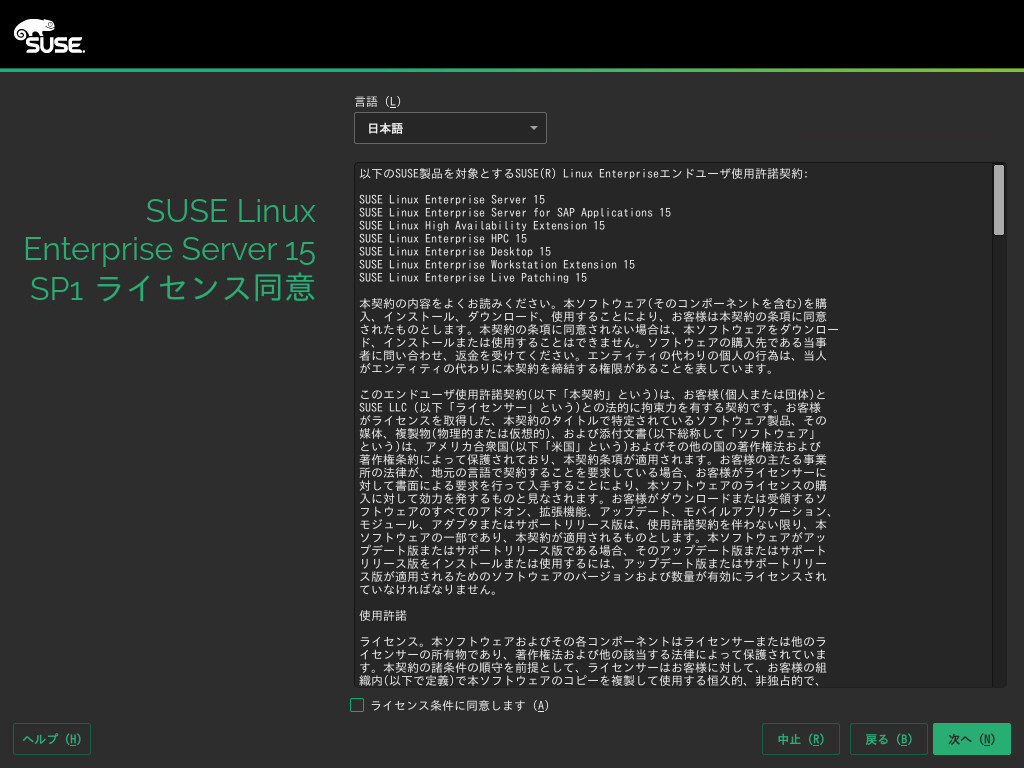 SUSE.
言語 (L)
日本語
SUSE Linux
Enterprise Server 15
SP1 ライセンス同意
以下のSUSE製品を対象とするSUSE(R) Linux Enterpriseエンドユーザ使用許諾契約:
SUSE Linux Enterprise Server 15
SUSE Linux Enterprise Server for SAP Applications 15
SUSE Linux High Availability Extension 15
SUSE Linux Enterprise HPC 15
SUSE Linux Enterprise Desktop 15
SUSE Linux Enterprise Workstation Extension 15
SUSE Linux Enterprise Live Patching 15
本契約の内容をよくお読みください。本ソフトウェア(そのコンポーネントを含む)を購
入、インストール、ダウンロード、使用することにより、お客様は本契約の条項に同意
されたものとします。本契約の条項に同意されない場合は、本ソフトウェアをダウンロー
ド、インストールまたは使用することはできません。ソフトウェアの購入先である当事
者に問い合わせ、返金を受けてください。エンティティの代わりの個人の行為は、当人
がエンティティの代わりに本契約を締結する権限があることを表しています。
このエンドユーザ使用許諾契約(以下「本契約」という)は、お客様(個人または団体)と
SUSE LLC (以下「ライセンサー」という)との法的に拘束力を有する契約です。お客様
がライセンスを取得した、本契約のタイトルで特定されているソフトウェア製品、その
媒体、複製物(物理的または仮想的)、および添付文書(以下総称して「ソフトウェア」
という)は、アメリカ合衆国(以下「米国」という)およびその他の国の著作権法および
著作権条約によって保護されており、本契約条項が適用されます。お客様の主たる事業
所の法律が、地元の言語で契約することを要求している場合、お客様がライセンサーに
対して書面による要求を行って入手することにより、本ソフトウェアのライセンスの購
入に対して効力を発するものと見なされます。お客様がダウンロードまたは受領するソ
フトウェアのすべてのアドオン、拡張機能、アップデート、モバイルアプリケーション、
モジュール、アダプタまたはサポートリリース版は、使用許諾契約を伴わない限り、本
ソフトウェアの一部であり、本契約が適用されるものとします。本ソフトウェアがアッ
プデート版またはサポートリリース版である場合、そのアップデート版またはサポート
リリース版をインストールまたは使用するには、アップデート版またはサポートリリー
ス版が適用されるためのソフトウェアのバージョンおよび数量が有効にライセンスされ
ていなければなりません。
使用許諾
ライセンス。本ソフトウェアおよびその各コンポーネントはライセンサーまたは他のラ
イセンサーの所有物であり、著作権法および他の該当する法律によって保護されていま
す。本契約の諸条件の順守を前提として、ライセンサーはお客様に対して、お客様の組
織内(以下で定義)で本ソフトウェアのコピーを複製して使用する恒久的、非独占的で、
ライセンス条件に同意します (A)
ヘルプ (H)
中止 (R)
戻る (B)
次へ (N)